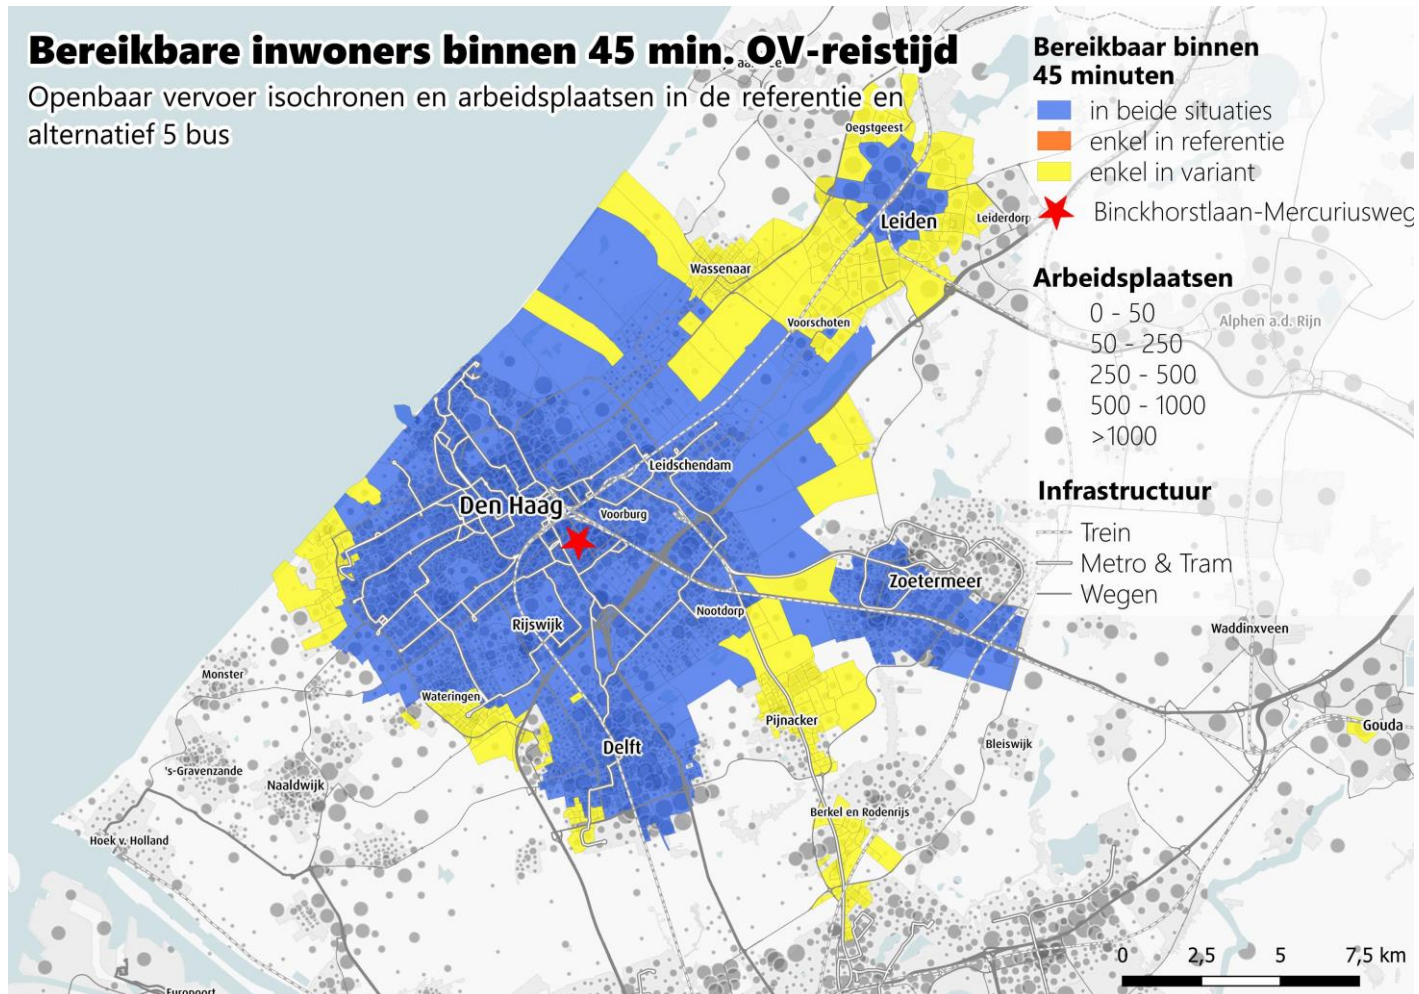 Bereikbare inwoners binnen 45 min. OV-reistijd
Openbaar vervoer isochronen en arbeidsplaatsen in de referentie en
alternatief 5 bus
Bereikbaar binnen
45 minuten
in beide situaties
enkel in referentie
enkel in variant
Binckhorstlaan-Mercuriusweg
Arbeidsplaatsen
0 - 50
50 - 250
250 - 500
500 - 1000
>1000
Infrastructuur
Trein
Metro & Tram
Wegen
Oegstgeest
Leiden
Leiderdorp
Wassenaar
Voorschoten
Alphen a.d. Rijn
Leidschendam
Den Haag
Voorburg
Zoetermeer
Nootdorp
Rijswijk
Waddinxveen
Monster
Wateringen
Pijnacker
Gouda
Delft
Bleiswijk
's-Gravenzande
Naaldwijk
Berkel en Rodenrijs
Hoek v. Holland
Europoort
0 2,5 5 7,5 km